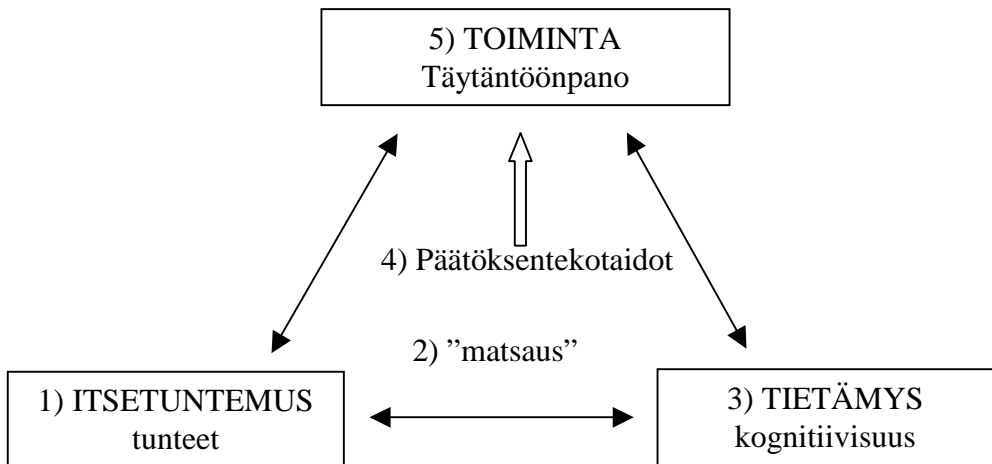 5) TOIMINTA
Täytäntöönpano
4) Päätöksentekotaidot
2) ”matsaus”
1) ITSETUNTEMUS
tunteet
3) TIETÄMYS
kognitiivisuus